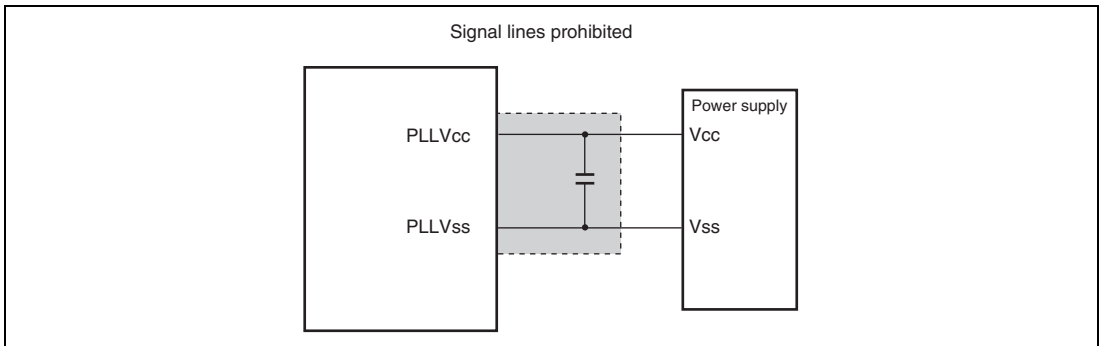 Signal lines prohibited
Power supply
PLLVcc
Vcc
PLLVss
Vss